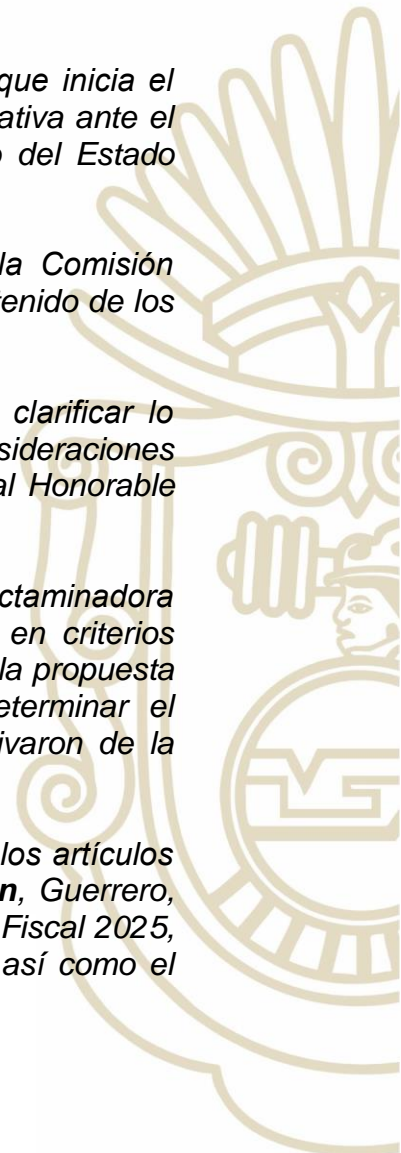 que inicia el
ativa ante el
o del Estado
la Comisión
tenido de los
clarificar lo
sideraciones
al Honorable
ctaminadora
en criterios
la propuesta
eterminar el
ivaron de la
los artículos
n, Guerrero,
Fiscal 2025,
así como el